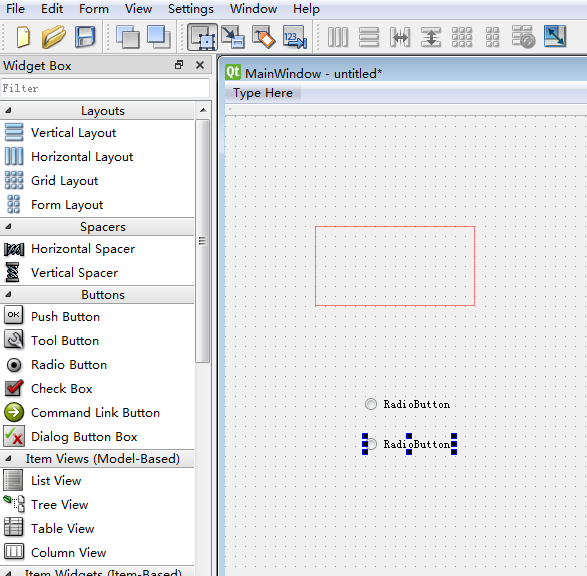 File Edit Form View Settings Window Help
123
Widget Box
Filter
Layouts
Vertical Layout
Horizontal Layout
Grid Layout
Form Layout
Spacers
Horizontal Spacer
Vertical Spacer
Buttons
OK Push Button
Tool Button
Radio Button
Check Box
Command Link Button
Dialog Button Box
Item Views (Model-Based)
List View
Tree View
Table View
Column View
Item Widgets (Item-Based)
Qt MainWindow - untitled*
Type Here
RadioButton
RadioButton